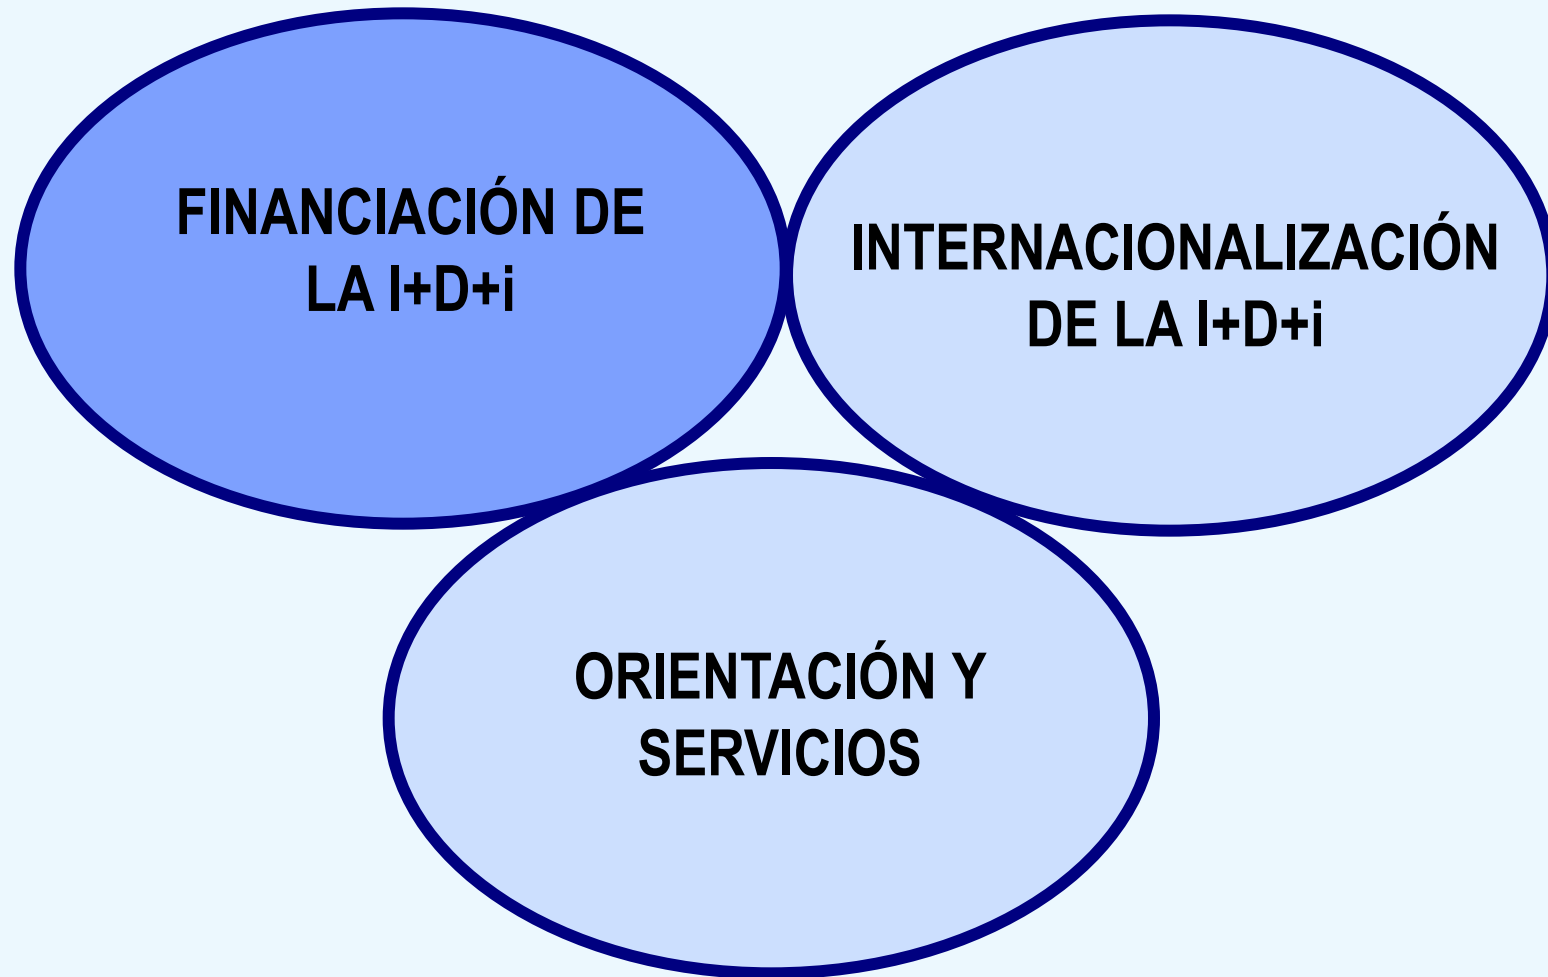 FINANCIACIÓN DE
LA I+D+i
INTERNACIONALIZACIÓN
DE LA I+D+i
ORIENTACIÓN Y
SERVICIOS